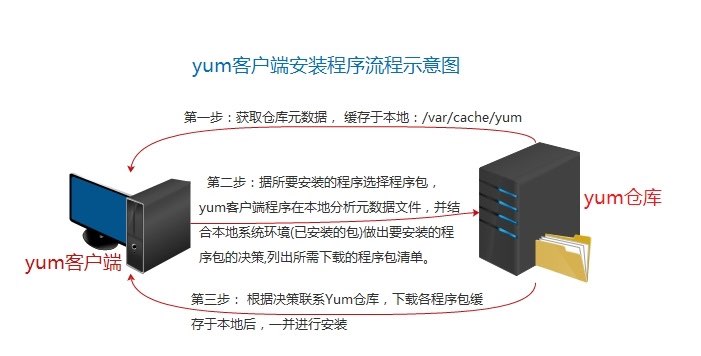 yum客户端安装程序流程示意图
第一步：获取仓库元数据， 缓存于本地：/var/cache/yum
第二步：据所要安装的程序选择程序包，
yum客户端程序在本地分析元数据文件，并结
合本地系统环境(已安装的包)做出要安装的程
序包的决策,列出所需下载的程序包清单。
yum仓库
yum客户端
第三步： 根据决策联系Yum仓库，下载各程序包缓
存于本地后，一并进行安装